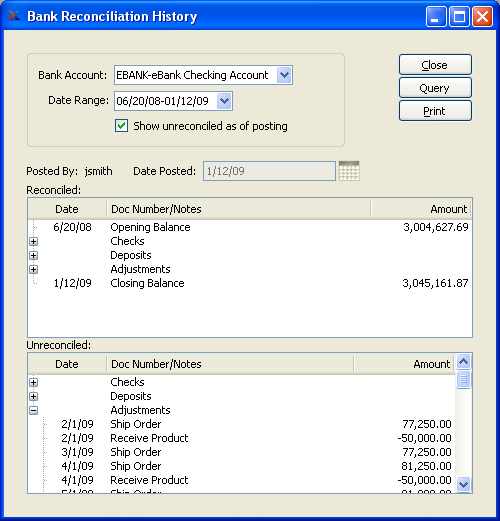 Bank Reconciliation History
Bank Account: EBANK-eBank Checking Account
Close
Date Range: 06/20/08-01/12/09
Query
Print
Show unreconciled as of posting
Posted By: jsmith Date Posted: 1/12/09
Reconciled:
Date Doc Number/Notes Amount
6/20/08 Opening Balance 3,004,627.69
Checks
Deposits
Adjustments
1/12/09 Closing Balance 3,045,161.87
Unreconciled:
Date Doc Number/Notes Amount
Checks
Deposits
Adjustments
2/1/09 Ship Order 77,250.00
2/1/09 Receive Product -50,000.00
3/1/09 Ship Order 77,250.00
4/1/09 Ship Order 81,250.00
4/1/09 Receive Product -50,000.00
5/1/09 Ship Order